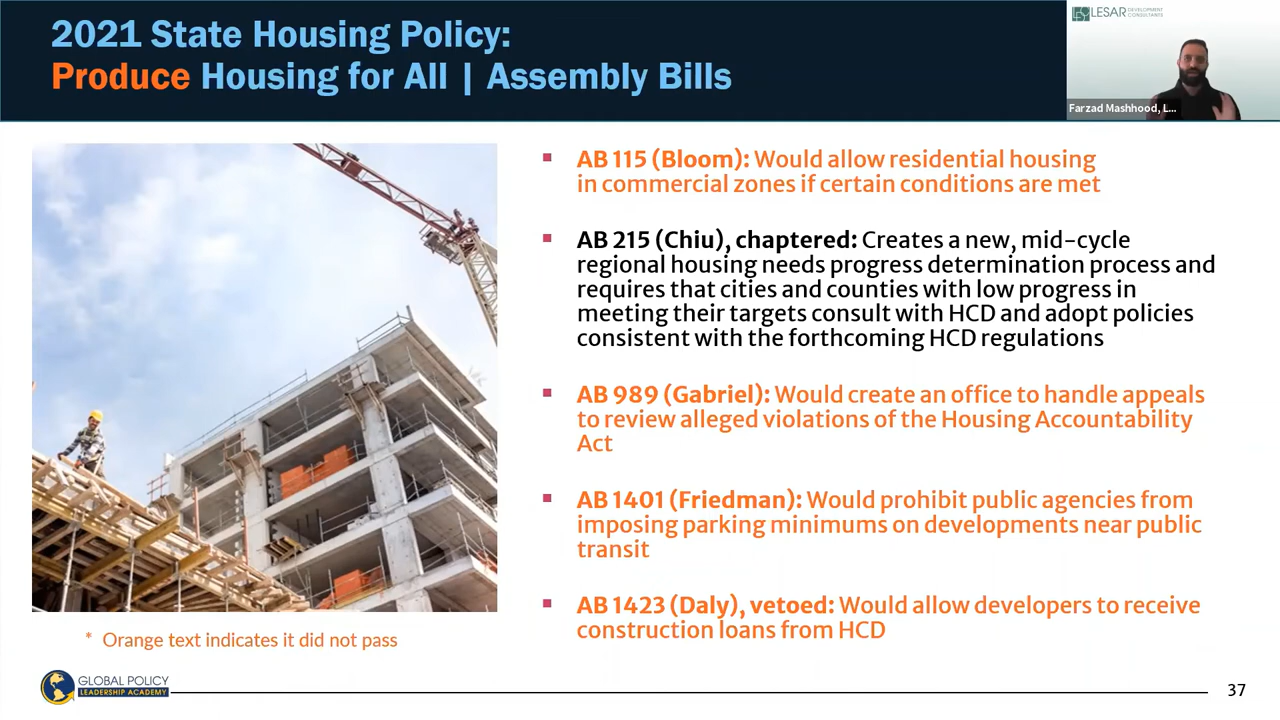 2021 State Housing Policy:
Produce Housing for All | Assembly Bills
LESAR DEVELOPMENT
CONSULTANTS
Farzad Mashhood, L...
▪ AB 115 (Bloom): Would allow residential housing
in commercial zones if certain conditions are met
▪ AB 215 (Chiu), chaptered: Creates a new, mid-cycle
regional housing needs progress determination process and
requires that cities and counties with low progress in
meeting their targets consult with HCD and adopt policies
consistent with the forthcoming HCD regulations
▪ AB 989 (Gabriel): Would create an office to handle appeals
to review alleged violations of the Housing Accountability
Act
▪ AB 1401 (Friedman): Would prohibit public agencies from
imposing parking minimums on developments near public
transit
▪ AB 1423 (Daly), vetoed: Would allow developers to receive
construction loans from HCD
* Orange text indicates it did not pass
GLOBAL POLICY
LEADERSHIP ACADEMY
37